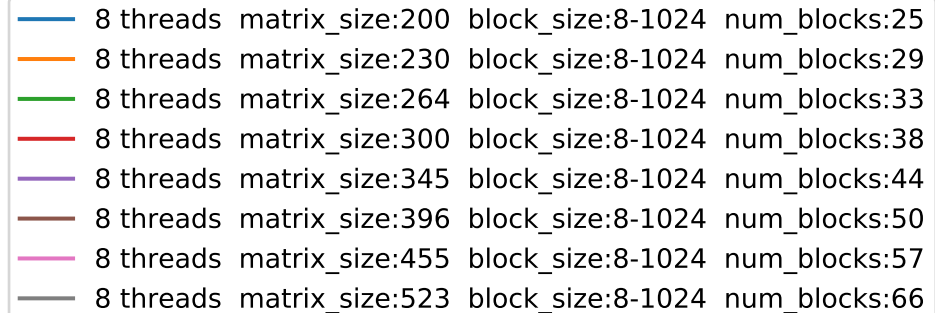 8 threads matrix_size:200 block_size:8-1024 num_blocks:25
8 threads matrix_size:230 block_size:8-1024 num_blocks:29
8 threads matrix_size:264 block_size:8-1024 num_blocks:33
8 threads matrix_size:300 block_size:8-1024 num_blocks:38
8 threads matrix_size:345 block_size:8-1024 num_blocks:44
8 threads matrix_size:396 block_size:8-1024 num_blocks:50
8 threads matrix_size:455 block_size:8-1024 num_blocks:57
8 threads matrix_size:523 block_size:8-1024 num_blocks:66